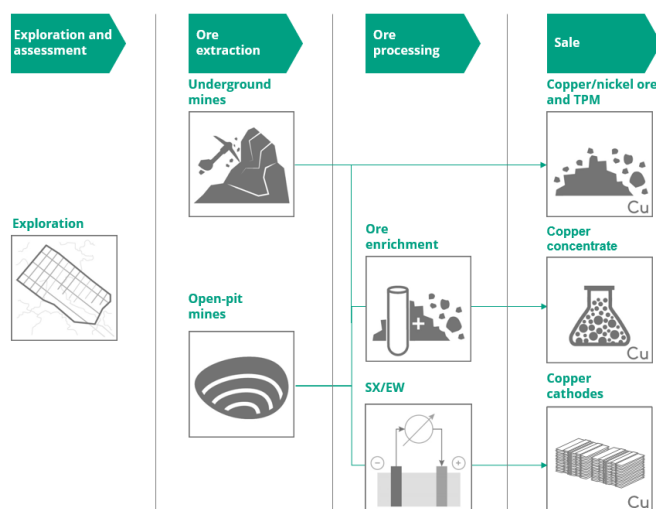 Exploration and
assessment
Ore
extraction
Ore
processing
Sale
Underground
mines
Copper/nickel ore
and TPM
Cu
Exploration
Ore
enrichment
Copper
concentrate
+
Cu
Open-pit
mines
SX/EW
Copper
cathodes
−
+
Cu